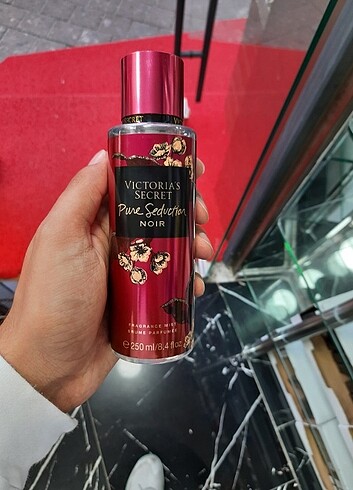 VICTORIA'S
SECRET
Pure Seduction
NOIR
FRAGRANCE MIST
BRUME PARFUMÉE
℮ 250 ml/8,4 fl oz